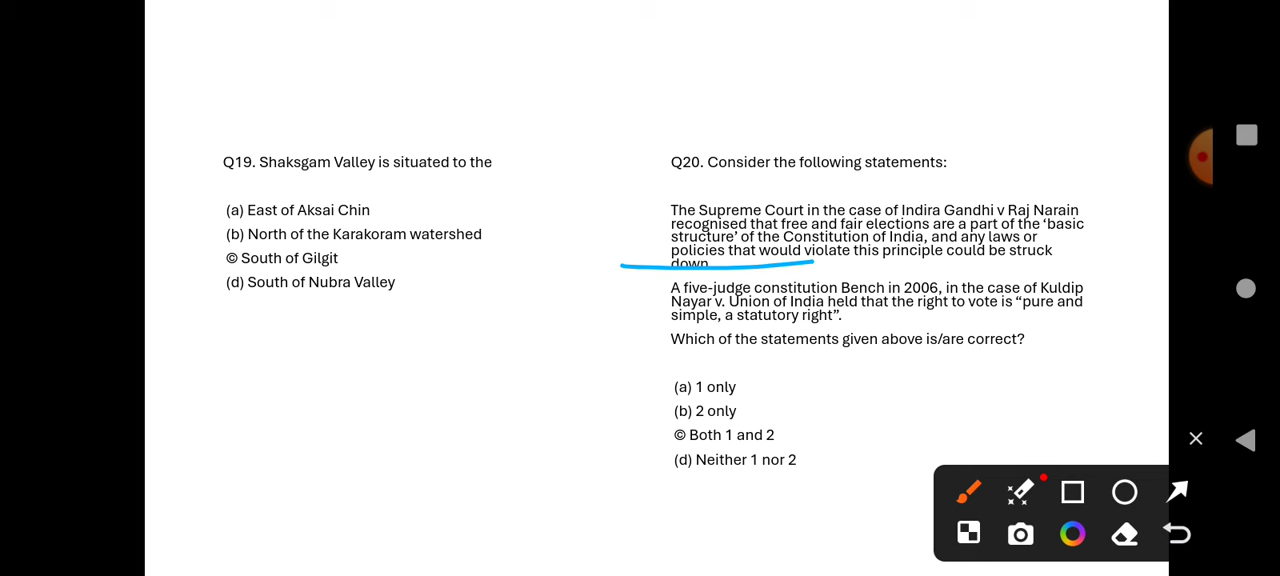 Q19. Shaksgam Valley is situated to the
(a) East of Aksai Chin
(b) North of the Karakoram watershed
© South of Gilgit
(d) South of Nubra Valley
Q20. Consider the following statements:
The Supreme Court in the case of Indira Gandhi v Raj Narain
recognised that free and fair elections are a part of the ‘basic
structure’ of the Constitution of India, and any laws or
policies that would violate this principle could be struck
down.
A five-judge constitution Bench in 2006, in the case of Kuldip
Nayar v. Union of India held that the right to vote is “pure and
simple, a statutory right”.
Which of the statements given above is/are correct?
(a) 1 only
(b) 2 only
© Both 1 and 2
(d) Neither 1 nor 2